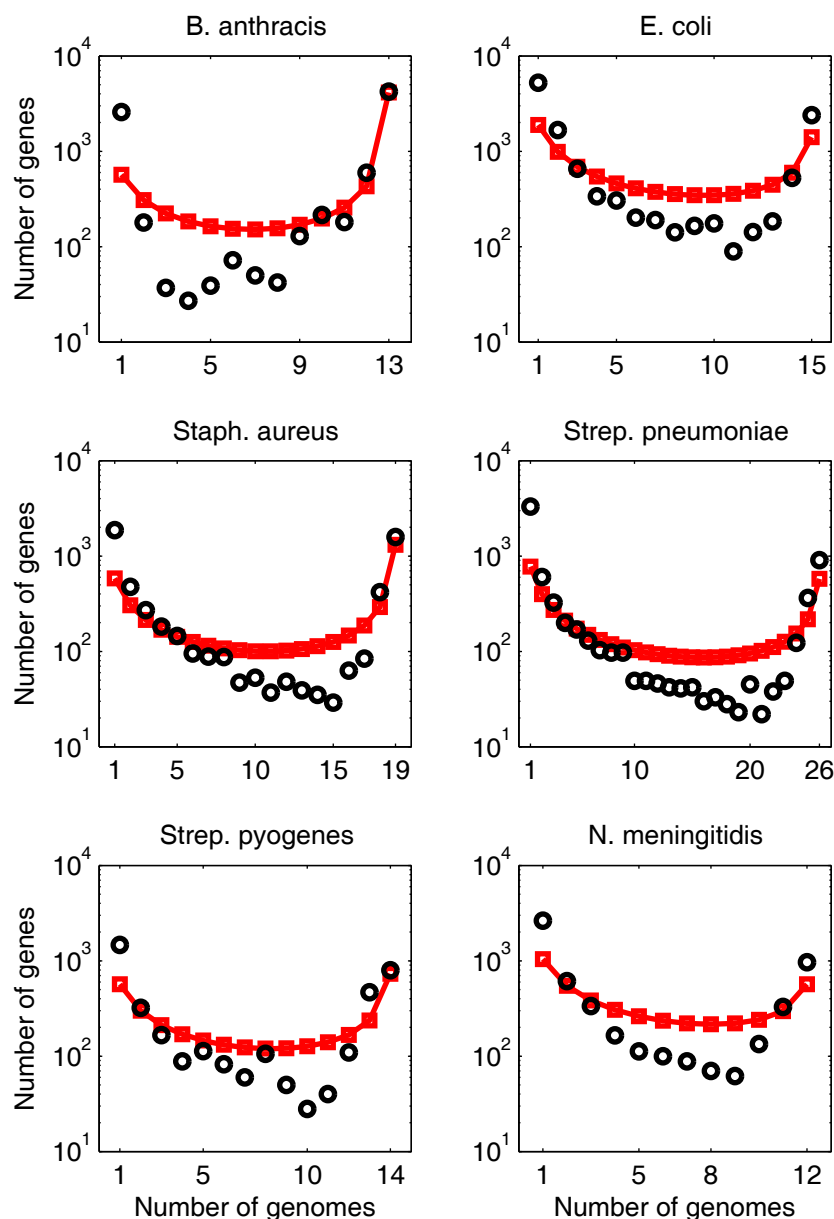 B. anthracis
E. coli
Number of genes
10^4
10^3
10^2
10^1
1 5 9 13
10^4
10^3
10^2
10^1
1 5 10 15
Staph. aureus
Strep. pneumoniae
Number of genes
10^4
10^3
10^2
10^1
1 5 10 15 19
10^4
10^3
10^2
10^1
1 10 20 26
Strep. pyogenes
N. meningitidis
Number of genes
10^4
10^3
10^2
10^1
1 5 10 14
10^4
10^3
10^2
10^1
1 5 8 12
Number of genomes
Number of genomes